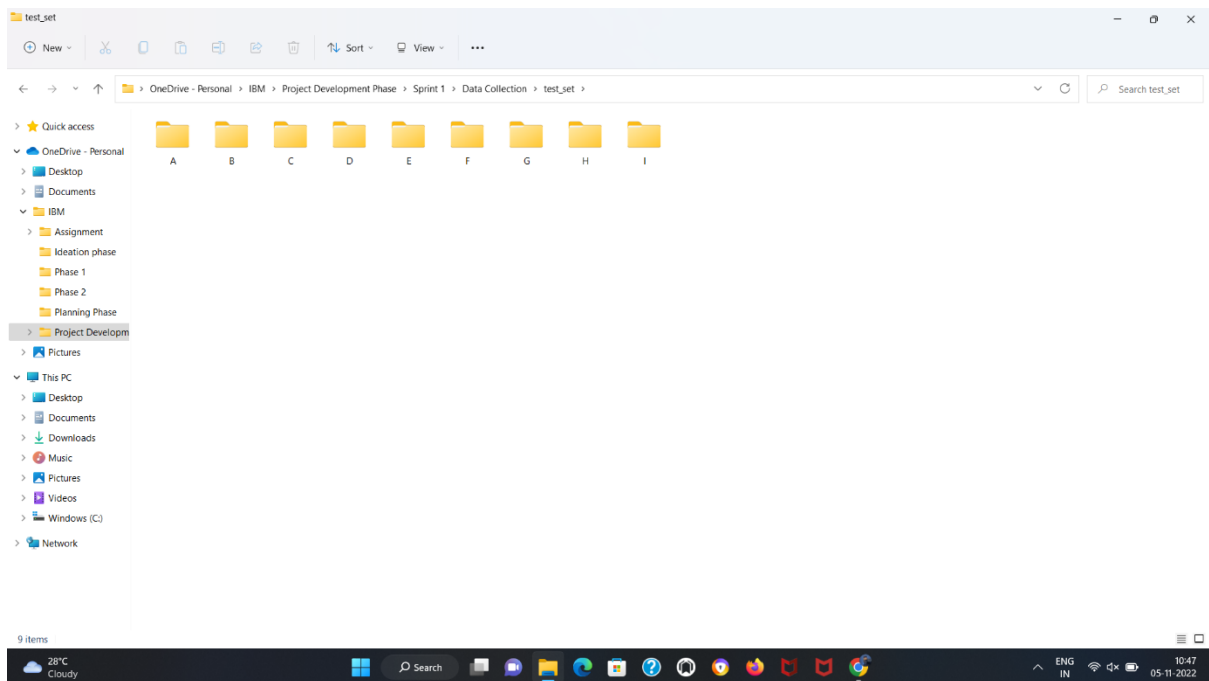 test_set
New Sort View
OneDrive - Personal > IBM > Project Development Phase > Sprint 1 > Data Collection > test_set >
Search test_set
Quick access
OneDrive - Personal
Desktop
Documents
IBM
Assignment
Ideation phase
Phase 1
Phase 2
Planning Phase
Project Developm
Pictures
This PC
Desktop
Documents
Downloads
Music
Pictures
Videos
Windows (C:)
Network
A B C D E F G H I
9 items
28°C
Cloudy
Search
ENG
IN
10:47
05-11-2022